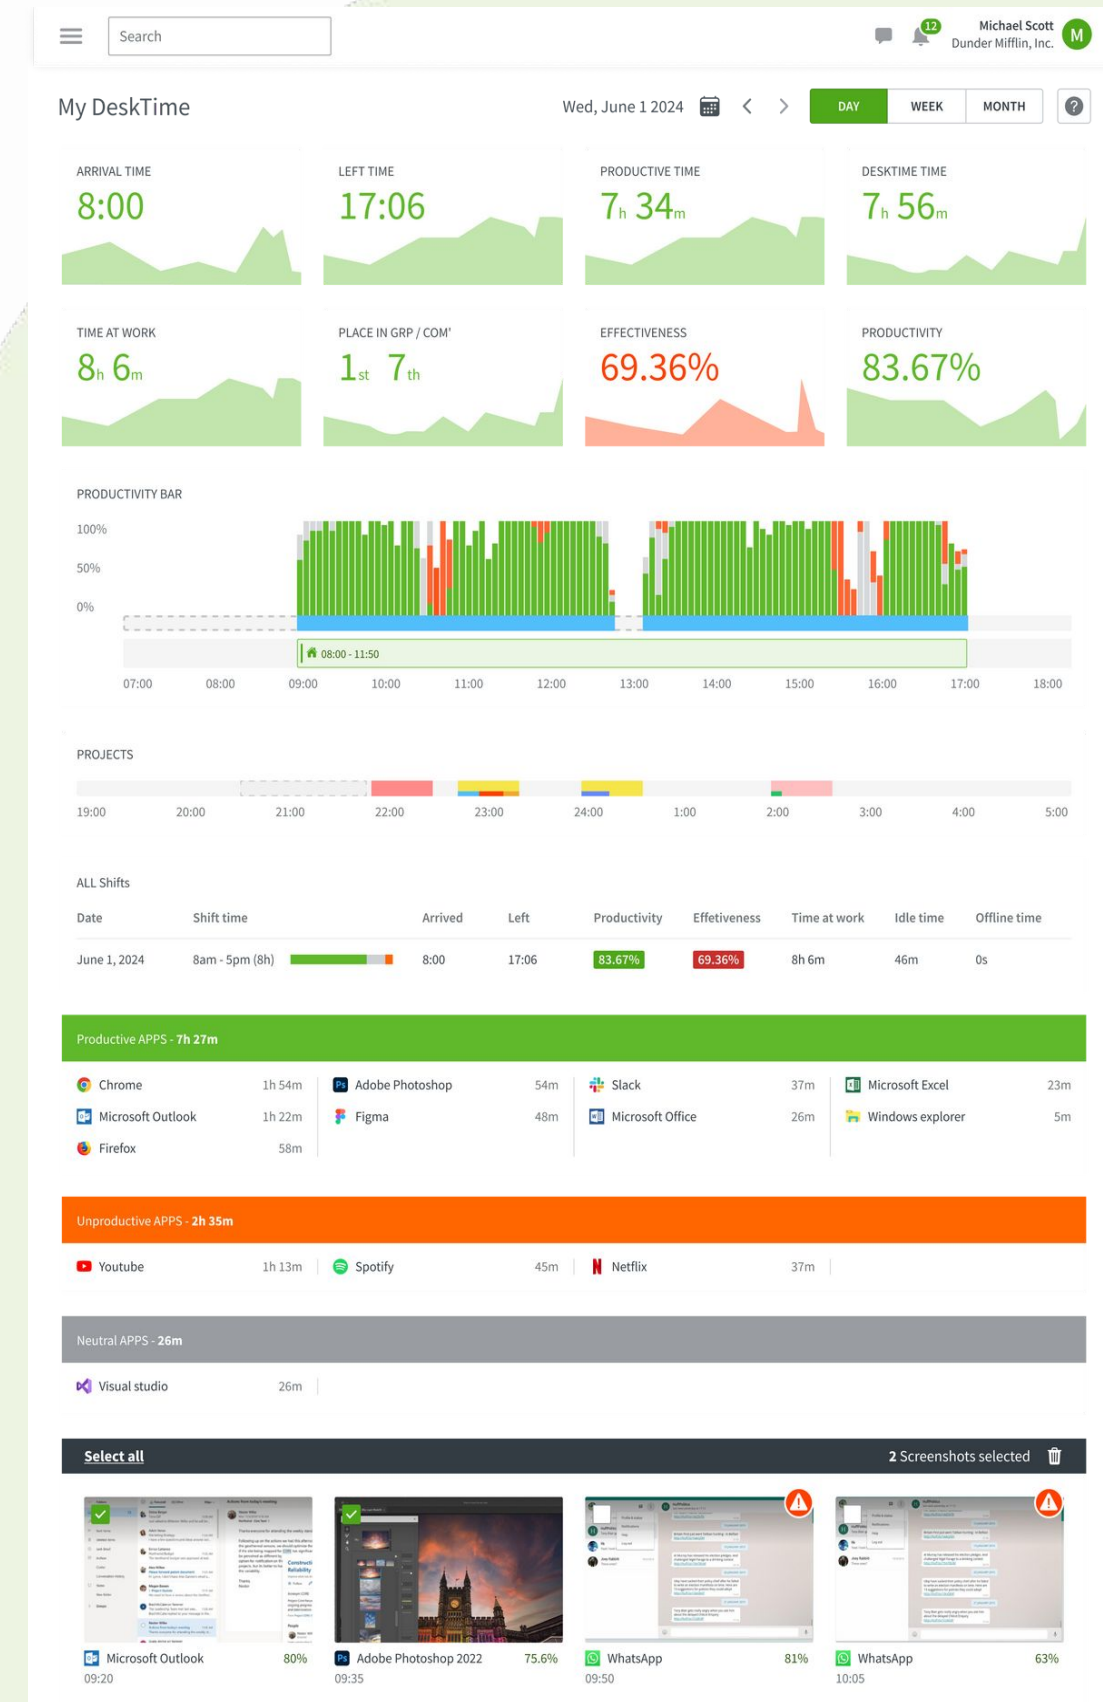 Search
12
Michael Scott
Dunder Mifflin, Inc.
M
My DeskTime
Wed, June 1 2024
DAY WEEK MONTH
?
ARRIVAL TIME LEFT TIME PRODUCTIVE TIME DESKTIME TIME
8:00 17:06 7h 34m 7h 56m
TIME AT WORK PLACE IN GRP / COM' EFFECTIVENESS PRODUCTIVITY
8h 6m 1st 7th 69.36% 83.67%
PRODUCTIVITY BAR
100%
50%
0%
08:00 - 11:50
07:00 08:00 09:00 10:00 11:00 12:00 13:00 14:00 15:00 16:00 17:00 18:00
PROJECTS
19:00 20:00 21:00 22:00 23:00 24:00 1:00 2:00 3:00 4:00 5:00
ALL Shifts
Date Shift time Arrived Left Productivity Effetiveness Time at work Idle time Offline time
June 1, 2024 8am - 5pm (8h) 8:00 17:06 83.67% 69.36% 8h 6m 46m 0s
Productive APPS - 7h 27m
Chrome 1h 54m Adobe Photoshop 54m Slack 37m Microsoft Excel 23m
Microsoft Outlook 1h 22m Figma 48m Microsoft Office 26m Windows explorer 5m
Firefox 58m
Unproductive APPS - 2h 35m
Youtube 1h 13m Spotify 45m Netflix 37m
Neutral APPS - 26m
Visual studio 26m
Select all 2 Screenshots selected
Microsoft Outlook 80% Adobe Photoshop 2022 75.6% WhatsApp 81% WhatsApp 63%
09:20 09:35 09:50 10:05